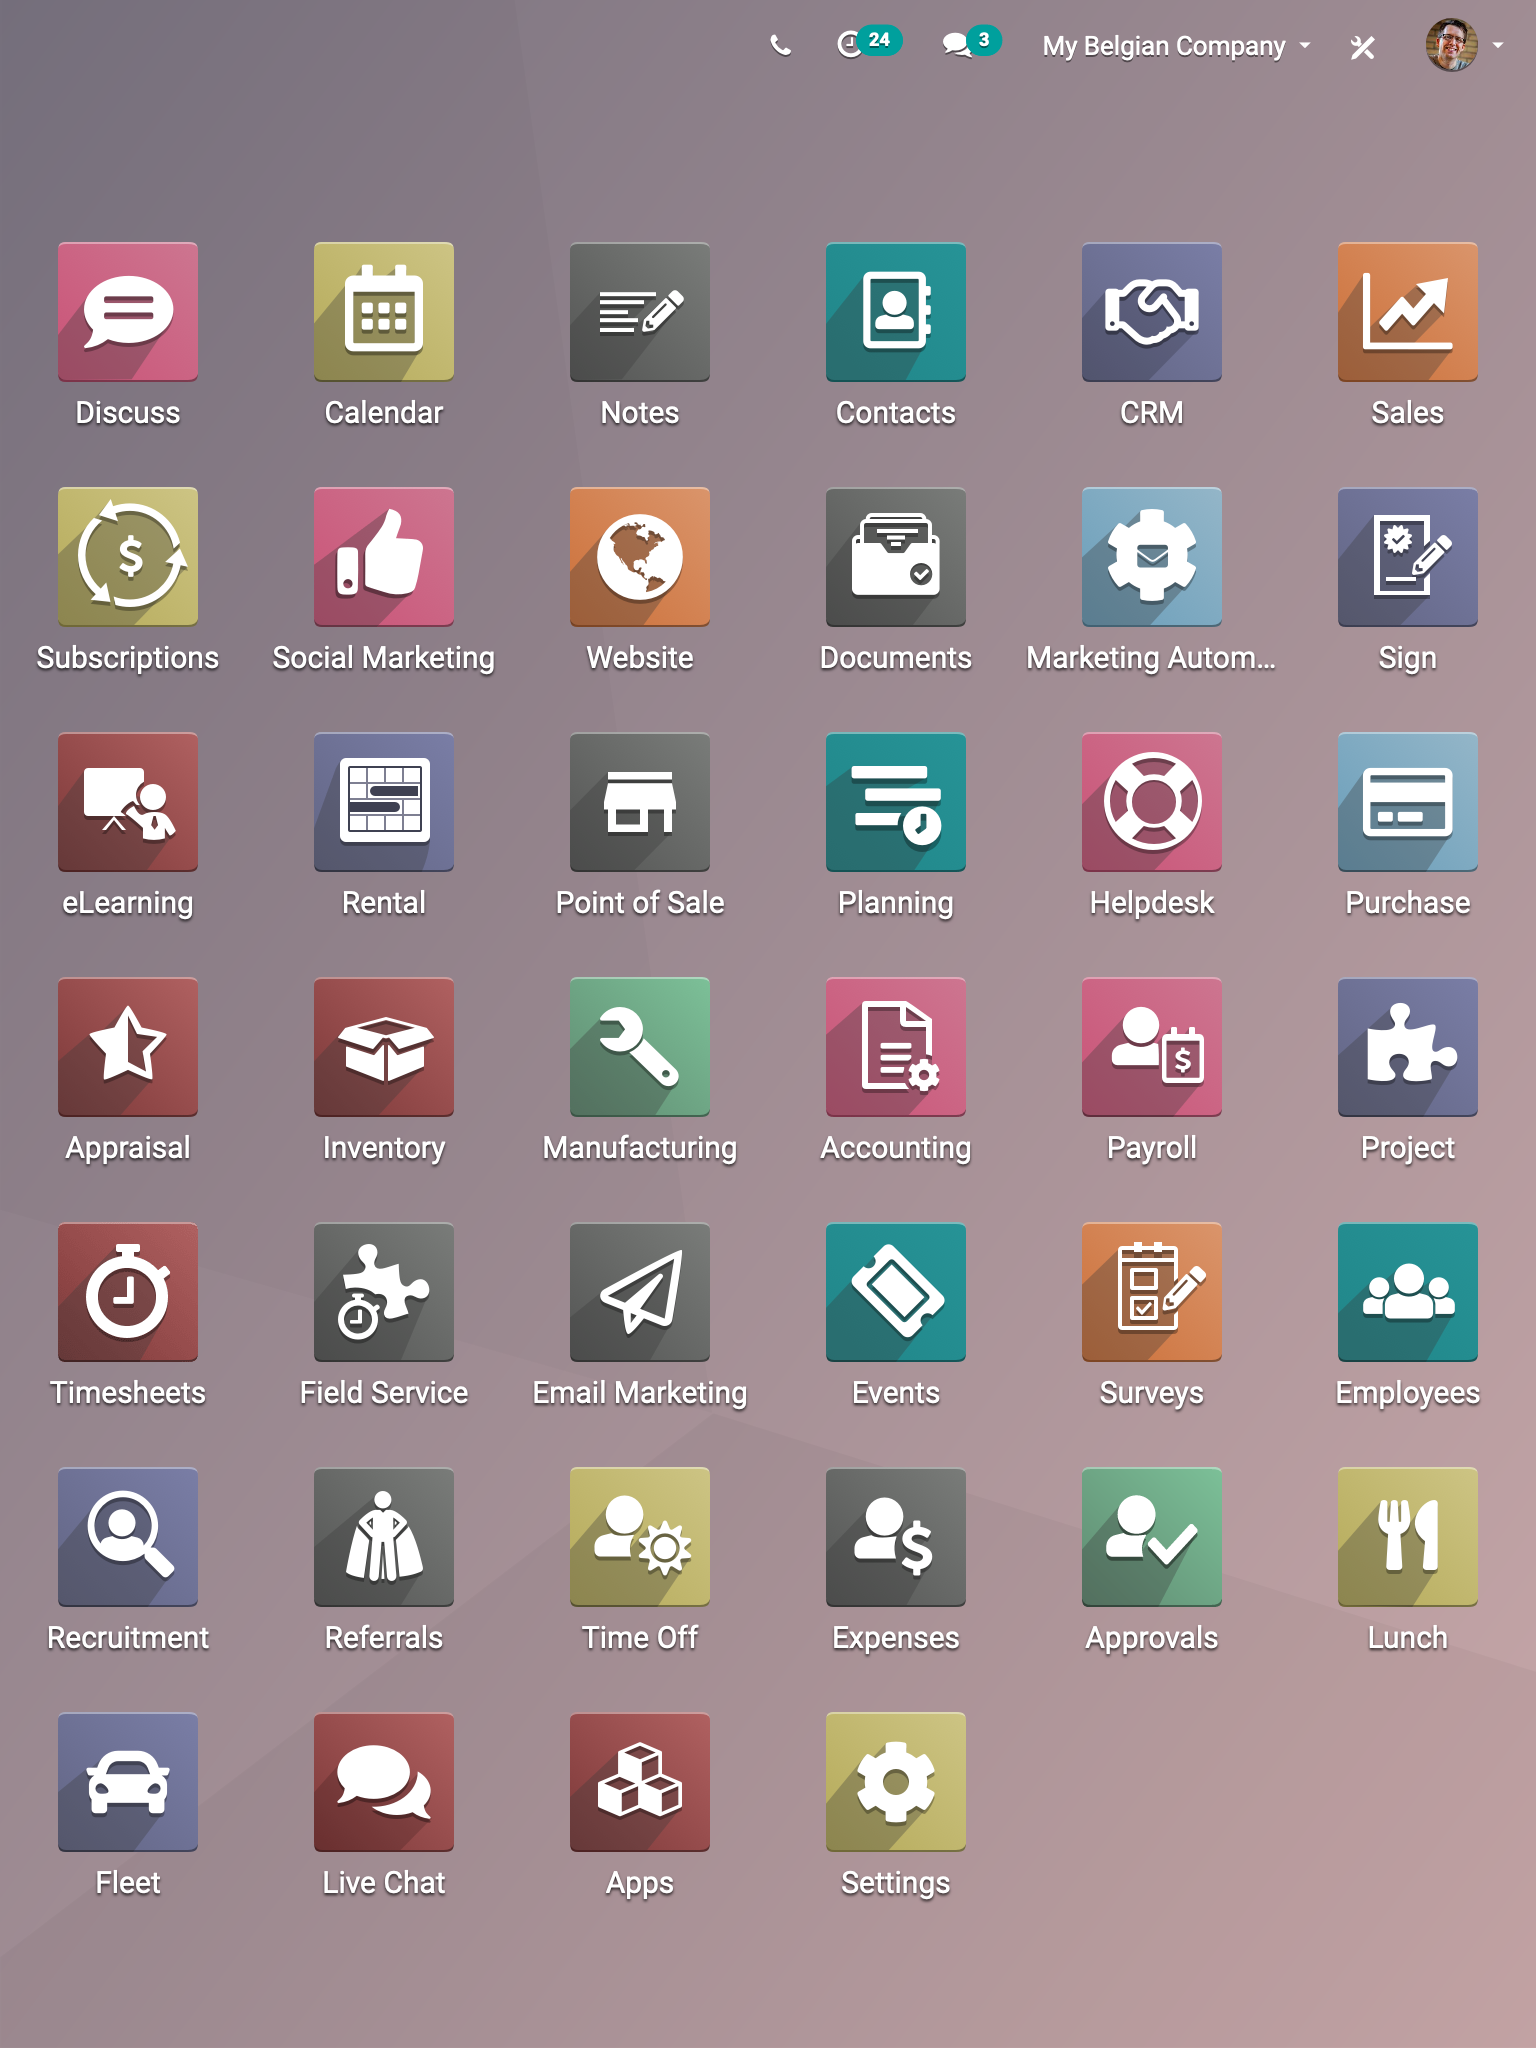 24
3
My Belgian Company
Discuss
Calendar
Notes
Contacts
CRM
Sales
Subscriptions
Social Marketing
Website
Documents
Marketing Autom...
Sign
eLearning
Rental
Point of Sale
Planning
Helpdesk
Purchase
Appraisal
Inventory
Manufacturing
Accounting
Payroll
Project
Timesheets
Field Service
Email Marketing
Events
Surveys
Employees
Recruitment
Referrals
Time Off
Expenses
Approvals
Lunch
Fleet
Live Chat
Apps
Settings